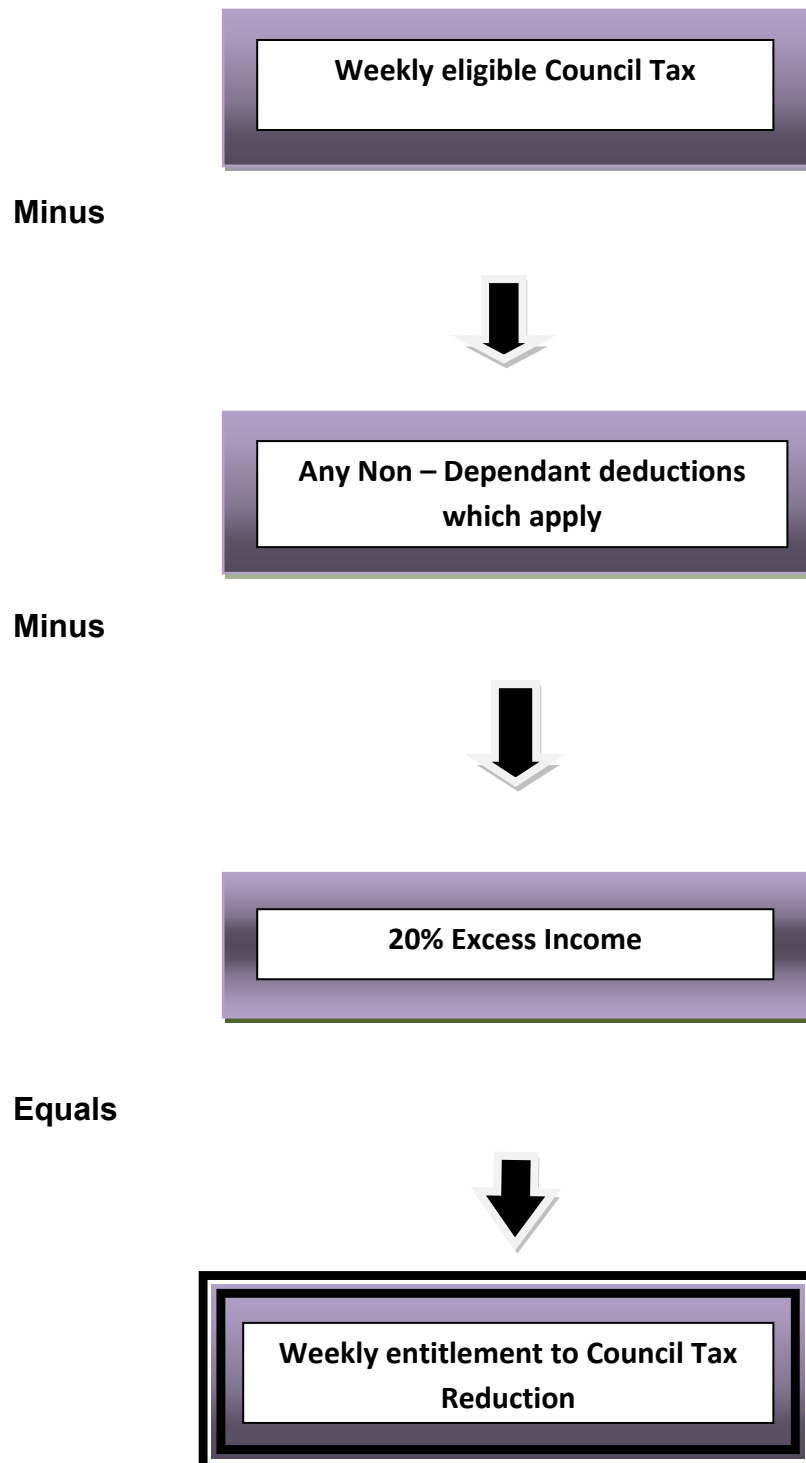 Weekly eligible Council Tax
Minus
Any Non – Dependant deductions
which apply
Minus
20% Excess Income
Equals
Weekly entitlement to Council Tax
Reduction